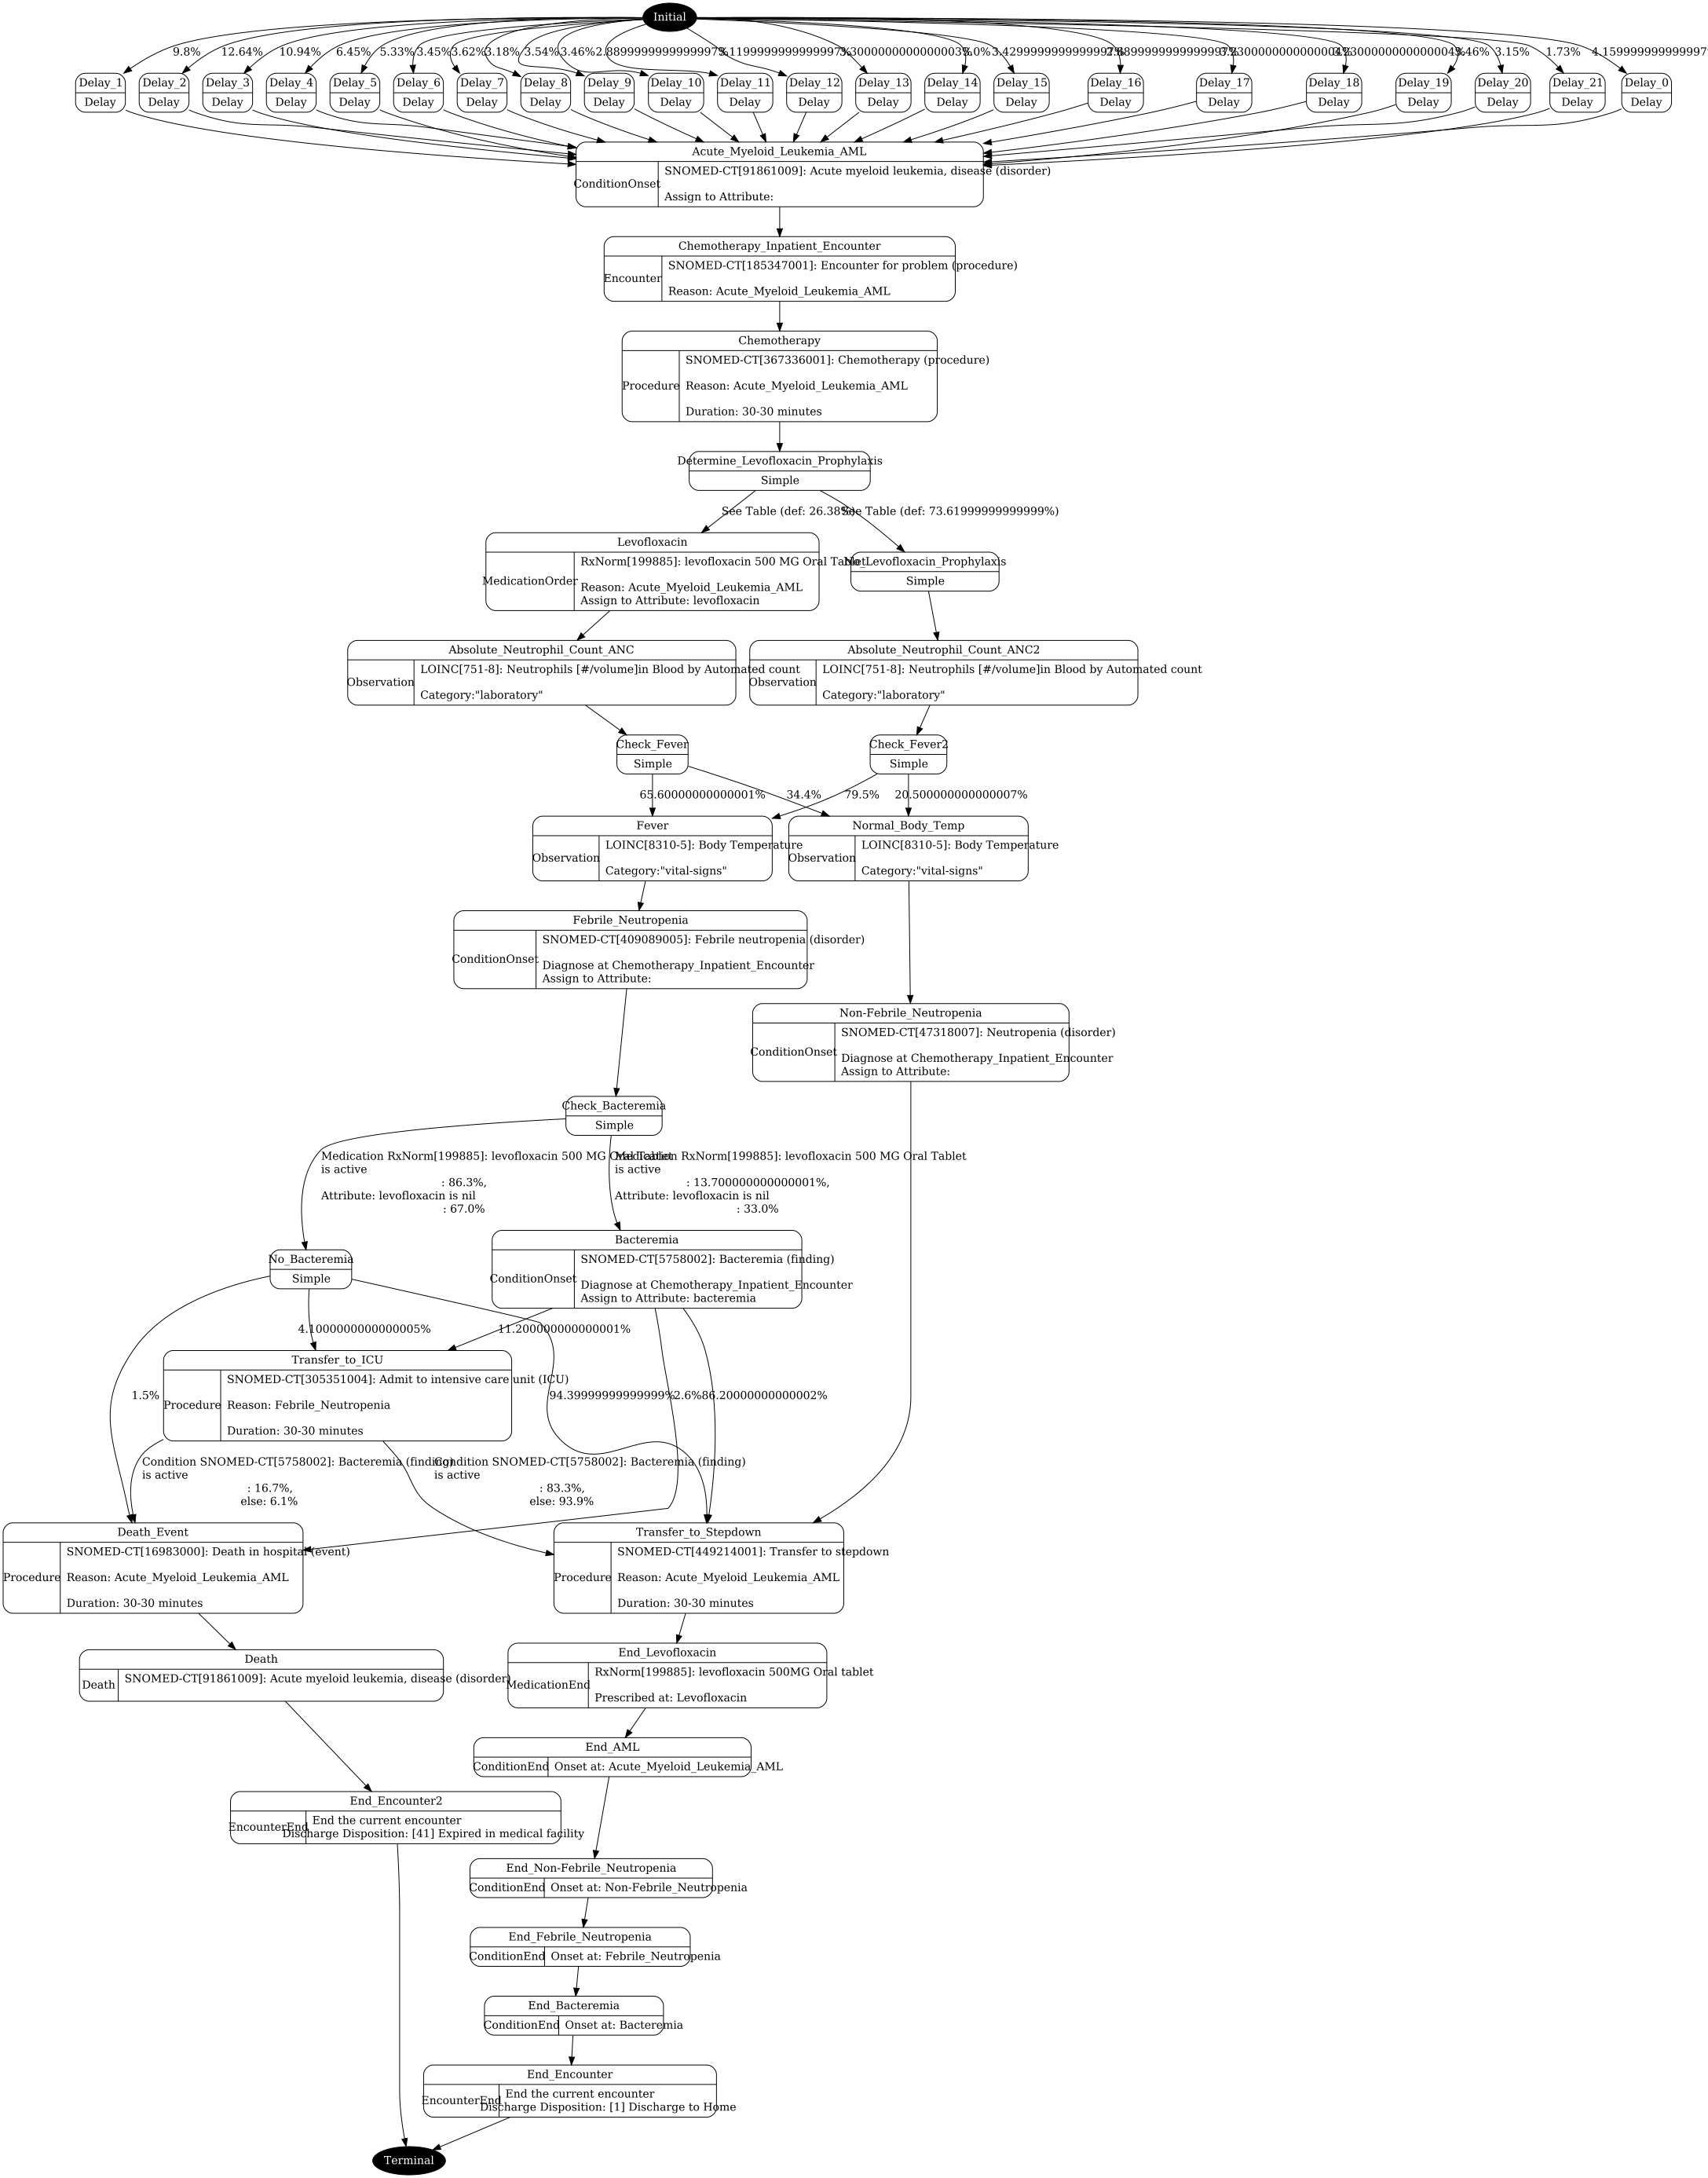 Initial
9.8%
12.64%
10.94%
6.45%
5.33%
3.45%
3.62%
3.18%
3.54%
3.46%
3.0%
3.15%
1.73%
Delay_1
Delay
Delay_2
Delay
Delay_3
Delay
Delay_4
Delay
Delay_5
Delay
Delay_6
Delay
Delay_7
Delay
Delay_8
Delay
Delay_9
Delay
Delay_10
Delay
Delay_11
Delay
Delay_12
Delay
Delay_13
Delay
Delay_14
Delay
Delay_15
Delay
Delay_16
Delay
Delay_17
Delay
Delay_18
Delay
Delay_19
Delay
Delay_20
Delay
Delay_21
Delay
Delay_0
Delay
Acute_Myeloid_Leukemia_AML
ConditionOnset
SNOMED-CT[91861009]: Acute myeloid leukemia, disease (disorder)
Assign to Attribute:
Chemotherapy_Inpatient_Encounter
Encounter
SNOMED-CT[185347001]: Encounter for problem (procedure)
Reason: Acute_Myeloid_Leukemia_AML
Chemotherapy
Procedure
SNOMED-CT[367336001]: Chemotherapy (procedure)
Reason: Acute_Myeloid_Leukemia_AML
Duration: 30-30 minutes
Determine_Levofloxacin_Prophylaxis
Simple
See Table (def: 26.38%)
See Table (def: 73.61999999999999%)
Levofloxacin
MedicationOrder
RxNorm[199885]: levofloxacin 500 MG Oral Tablet
Reason: Acute_Myeloid_Leukemia_AML
Assign to Attribute: levofloxacin
No_Levofloxacin_Prophylaxis
Simple
Absolute_Neutrophil_Count_ANC
Observation
LOINC[751-8]: Neutrophils [#/volume]in Blood by Automated count
Category:"laboratory"
Absolute_Neutrophil_Count_ANC2
Observation
LOINC[751-8]: Neutrophils [#/volume]in Blood by Automated count
Category:"laboratory"
Check_Fever
Simple
Check_Fever2
Simple
65.60000000000001%
34.4%
79.5%
20.500000000000007%
Fever
Observation
LOINC[8310-5]: Body Temperature
Category:"vital-signs"
Normal_Body_Temp
Observation
LOINC[8310-5]: Body Temperature
Category:"vital-signs"
Febrile_Neutropenia
ConditionOnset
SNOMED-CT[409089005]: Febrile neutropenia (disorder)
Diagnose at Chemotherapy_Inpatient_Encounter
Assign to Attribute:
Non-Febrile_Neutropenia
ConditionOnset
SNOMED-CT[47318007]: Neutropenia (disorder)
Diagnose at Chemotherapy_Inpatient_Encounter
Assign to Attribute:
Check_Bacteremia
Simple
Medication RxNorm[199885]: levofloxacin 500 MG Oral Tablet
is active
: 86.3%,
Attribute: levofloxacin is nil
: 67.0%
Medication RxNorm[199885]: levofloxacin 500 MG Oral Tablet
is active
: 13.700000000000001%,
Attribute: levofloxacin is nil
: 33.0%
No_Bacteremia
Simple
Bacteremia
ConditionOnset
SNOMED-CT[5758002]: Bacteremia (finding)
Diagnose at Chemotherapy_Inpatient_Encounter
Assign to Attribute: bacteremia
4.1000000000000005%
11.200000000000001%
Transfer_to_ICU
Procedure
SNOMED-CT[305351004]: Admit to intensive care unit (ICU)
Reason: Febrile_Neutropenia
Duration: 30-30 minutes
1.5%
94.39999999999999%
2.6%
86.20000000000002%
Condition SNOMED-CT[5758002]: Bacteremia (finding)
is active
: 16.7%,
else: 6.1%
Condition SNOMED-CT[5758002]: Bacteremia (finding)
is active
: 83.3%,
else: 93.9%
Death_Event
Procedure
SNOMED-CT[16983000]: Death in hospital (event)
Reason: Acute_Myeloid_Leukemia_AML
Duration: 30-30 minutes
Transfer_to_Stepdown
Procedure
SNOMED-CT[449214001]: Transfer to stepdown
Reason: Acute_Myeloid_Leukemia_AML
Duration: 30-30 minutes
Death
Death
SNOMED-CT[91861009]: Acute myeloid leukemia, disease (disorder)
End_Levofloxacin
MedicationEnd
RxNorm[199885]: levofloxacin 500MG Oral tablet
Prescribed at: Levofloxacin
End_AML
ConditionEnd
Onset at: Acute_Myeloid_Leukemia_AML
End_Encounter2
EncounterEnd
End the current encounter
Discharge Disposition: [41] Expired in medical facility
End_Non-Febrile_Neutropenia
ConditionEnd
Onset at: Non-Febrile_Neutropenia
End_Febrile_Neutropenia
ConditionEnd
Onset at: Febrile_Neutropenia
End_Bacteremia
ConditionEnd
Onset at: Bacteremia
End_Encounter
EncounterEnd
End the current encounter
Discharge Disposition: [1] Discharge to Home
Terminal